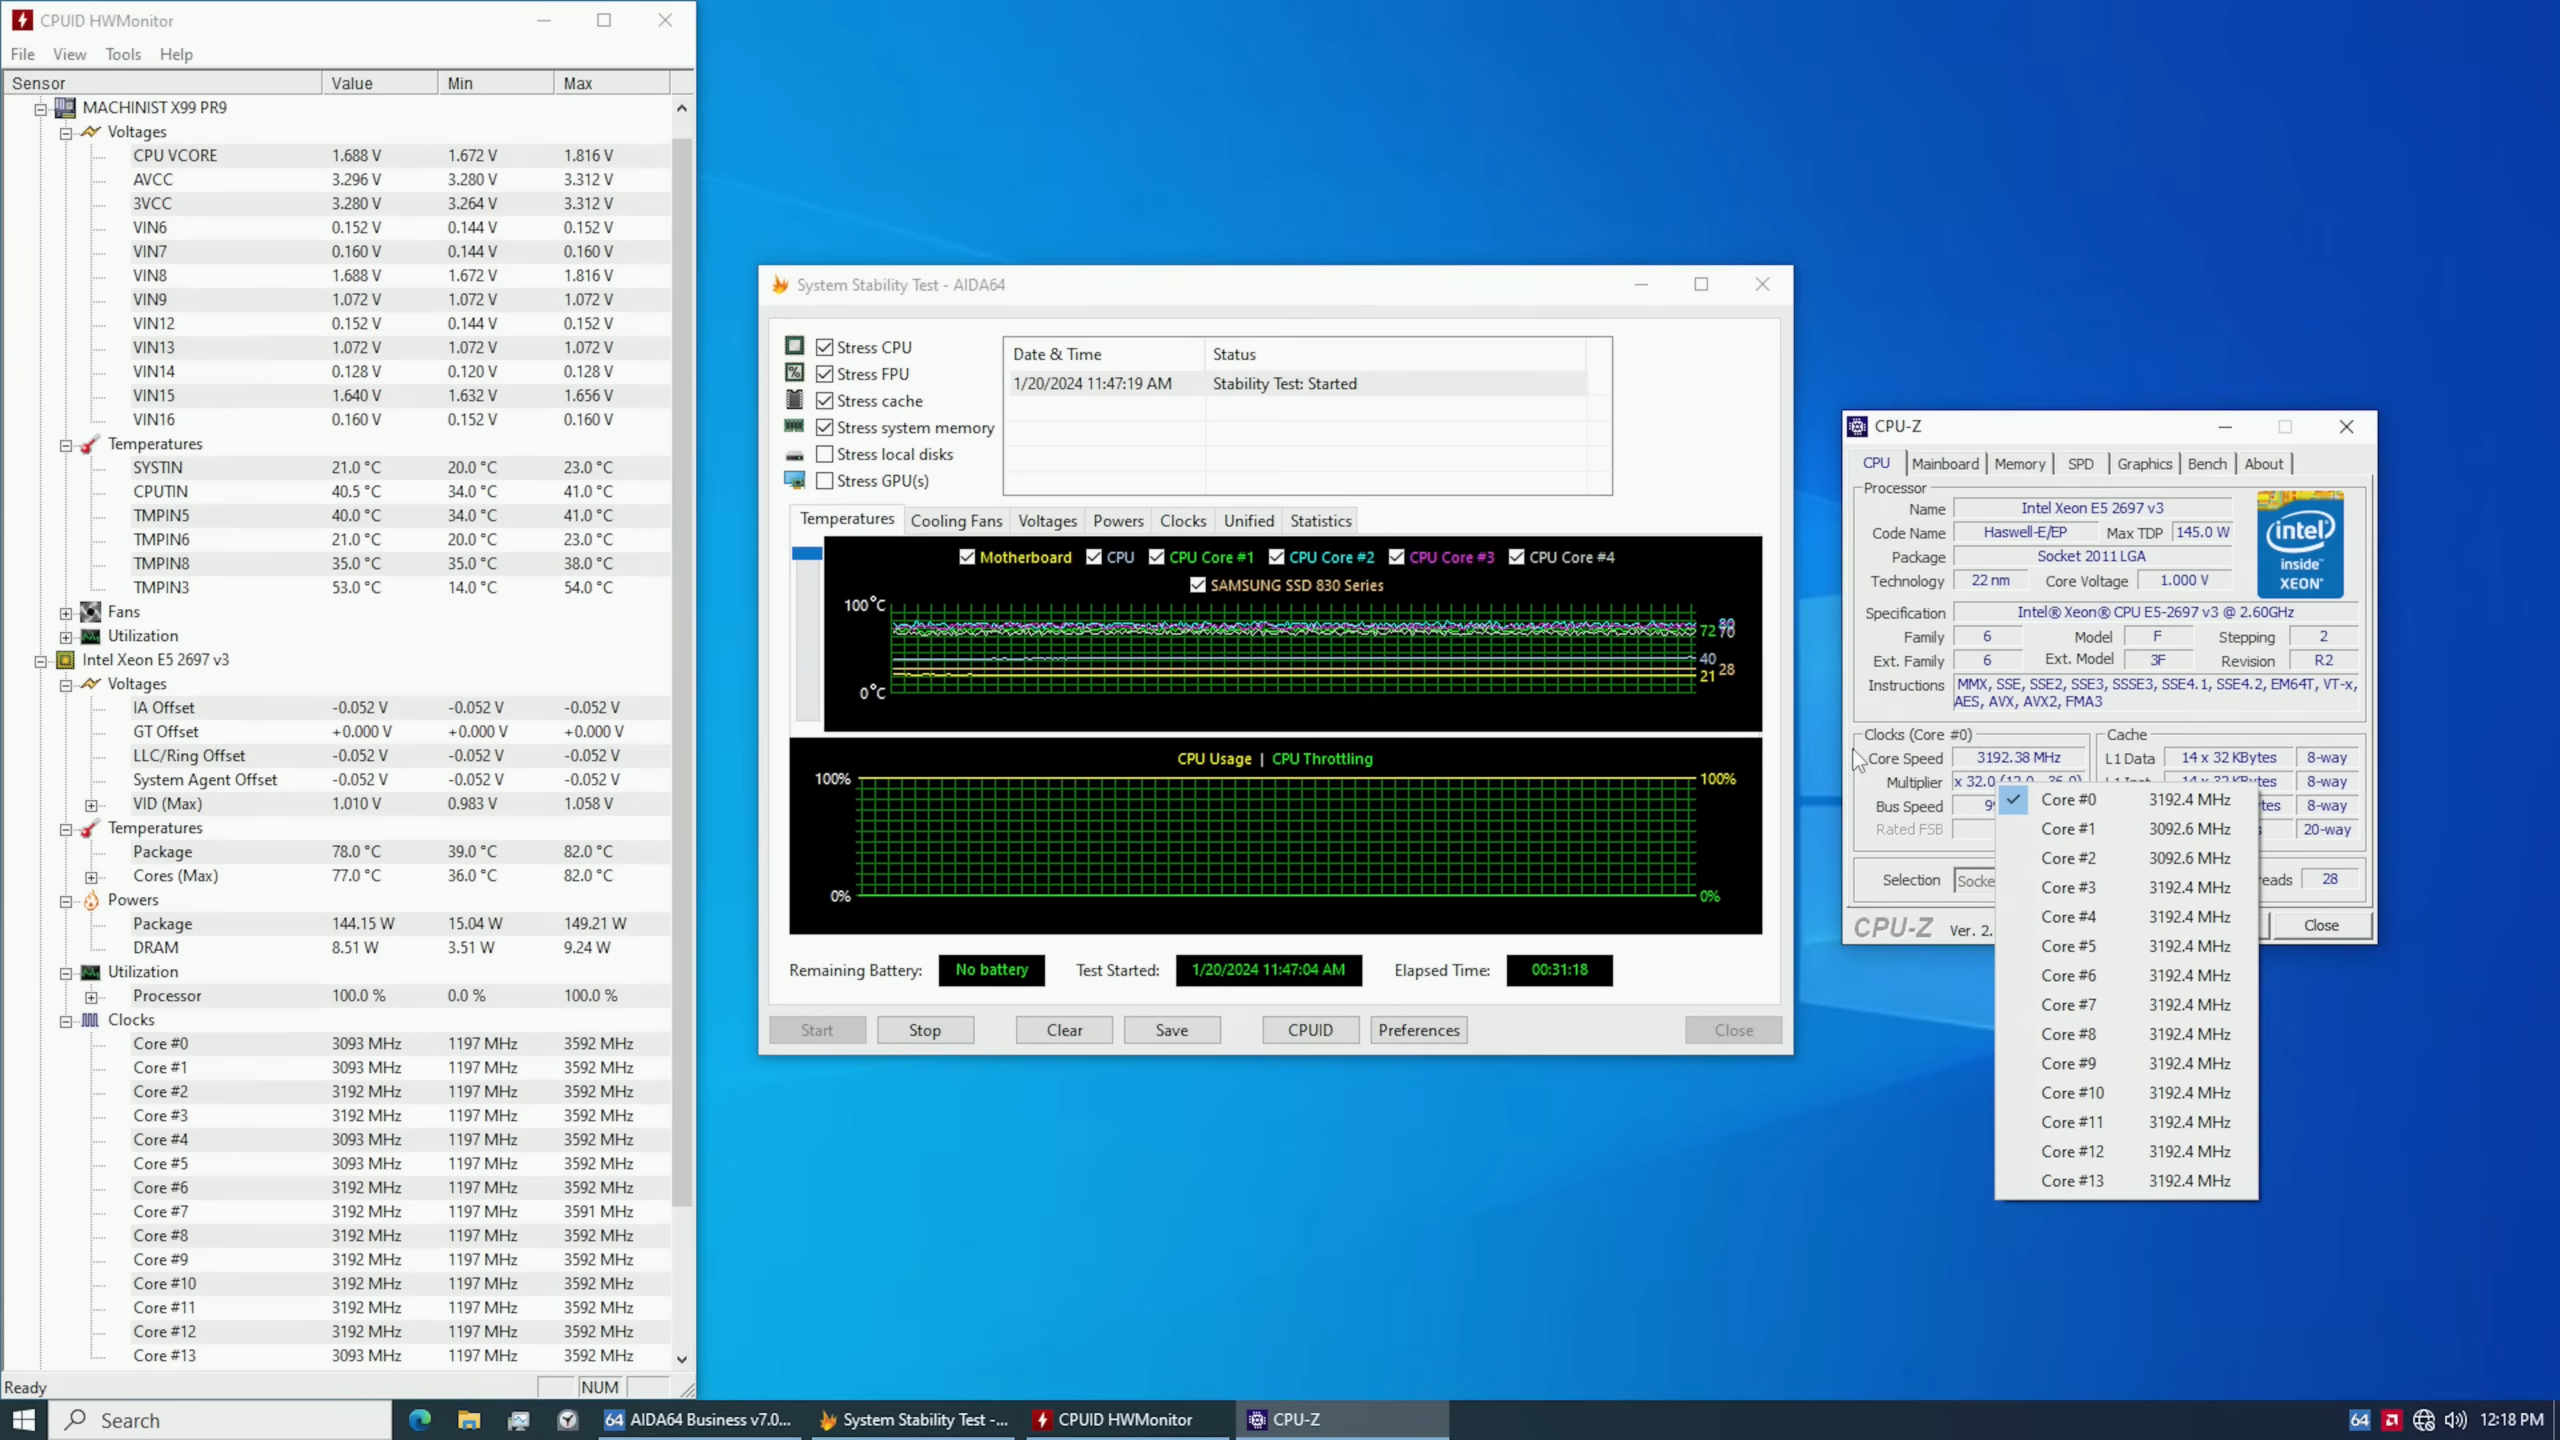 CPUID HWMonitor
File View Tools Help
Sensor Value Min Max
MACHINIST X99 PR9
Voltages
CPU VCORE 1.688 V 1.672 V 1.816 V
AVCC 3.296 V 3.280 V 3.312 V
3VCC 3.280 V 3.264 V 3.312 V
VIN6 0.152 V 0.144 V 0.152 V
VIN7 0.160 V 0.144 V 0.160 V
VIN8 1.688 V 1.672 V 1.816 V
VIN9 1.072 V 1.072 V 1.072 V
VIN12 0.152 V 0.144 V 0.152 V
VIN13 1.072 V 1.072 V 1.072 V
VIN14 0.128 V 0.120 V 0.128 V
VIN15 1.640 V 1.632 V 1.656 V
VIN16 0.160 V 0.152 V 0.160 V
Temperatures
SYSTIN 21.0 °C 20.0 °C 23.0 °C
CPUTIN 40.5 °C 34.0 °C 41.0 °C
TMPIN5 40.0 °C 34.0 °C 41.0 °C
TMPIN6 21.0 °C 20.0 °C 23.0 °C
TMPIN8 35.0 °C 35.0 °C 38.0 °C
TMPIN3 53.0 °C 14.0 °C 54.0 °C
Fans
Utilization
Intel Xeon E5 2697 v3
Voltages
IA Offset -0.052 V -0.052 V -0.052 V
GT Offset +0.000 V +0.000 V +0.000 V
LLC/Ring Offset -0.052 V -0.052 V -0.052 V
System Agent Offset -0.052 V -0.052 V -0.052 V
VID (Max) 1.010 V 0.983 V 1.058 V
Temperatures
Package 78.0 °C 39.0 °C 82.0 °C
Cores (Max) 77.0 °C 36.0 °C 82.0 °C
Powers
Package 144.15 W 15.04 W 149.21 W
DRAM 8.51 W 3.51 W 9.24 W
Utilization
Processor 100.0 % 0.0 % 100.0 %
Clocks
Core #0 3093 MHz 1197 MHz 3592 MHz
Core #1 3093 MHz 1197 MHz 3592 MHz
Core #2 3192 MHz 1197 MHz 3592 MHz
Core #3 3192 MHz 1197 MHz 3592 MHz
Core #4 3093 MHz 1197 MHz 3592 MHz
Core #5 3093 MHz 1197 MHz 3592 MHz
Core #6 3192 MHz 1197 MHz 3592 MHz
Core #7 3192 MHz 1197 MHz 3591 MHz
Core #8 3192 MHz 1197 MHz 3592 MHz
Core #9 3192 MHz 1197 MHz 3592 MHz
Core #10 3192 MHz 1197 MHz 3592 MHz
Core #11 3192 MHz 1197 MHz 3592 MHz
Core #12 3192 MHz 1197 MHz 3592 MHz
Core #13 3093 MHz 1197 MHz 3592 MHz
Ready NUM
System Stability Test - AIDA64
Stress CPU
Stress FPU
Stress cache
Stress system memory
Stress local disks
Stress GPU(s)
Date & Time Status
1/20/2024 11:47:19 AM Stability Test: Started
Temperatures Cooling Fans Voltages Powers Clocks Unified Statistics
Motherboard CPU CPU Core #1 CPU Core #2 CPU Core #3 CPU Core #4
SAMSUNG SSD 830 Series
100°C
72
40 28
21
0°C
CPU Usage | CPU Throttling
100% 100%
0% 0%
Remaining Battery: No battery Test Started: 1/20/2024 11:47:04 AM Elapsed Time: 00:31:18
Start Stop Clear Save CPUID Preferences Close
CPU-Z
CPU Mainboard Memory SPD Graphics Bench About
Processor
Name Intel Xeon E5 2697 v3
Code Name Haswell-E/EP Max TDP 145.0 W
Package Socket 2011 LGA
Technology 22 nm Core Voltage 1.000 V
intel inside XEON
Specification Intel® Xeon® CPU E5-2697 v3 @ 2.60GHz
Family 6 Model F Stepping 2
Ext. Family 6 Ext. Model 3F Revision R2
Instructions MMX, SSE, SSE2, SSE3, SSSE3, SSE4.1, SSE4.2, EM64T, VT-x,
AES, AVX, AVX2, FMA3
Clocks (Core #0) Cache
Core Speed 3192.38 MHz L1 Data 14 x 32 KBytes 8-way
Multiplier x 32.0 (12.0 - 36.0) L1 Inst. 14 x 32 KBytes 8-way
Bus Speed 8-way
Rated FSB 20-way
Selection 28
CPU-Z Ver. 2. Close
Core #0 3192.4 MHz
Core #1 3092.6 MHz
Core #2 3092.6 MHz
Core #3 3192.4 MHz
Core #4 3192.4 MHz
Core #5 3192.4 MHz
Core #6 3192.4 MHz
Core #7 3192.4 MHz
Core #8 3192.4 MHz
Core #9 3192.4 MHz
Core #10 3192.4 MHz
Core #11 3192.4 MHz
Core #12 3192.4 MHz
Core #13 3192.4 MHz
Search
64 AIDA64 Business v7.0...
System Stability Test -...
CPUID HWMonitor
CPU-Z
64
12:18 PM